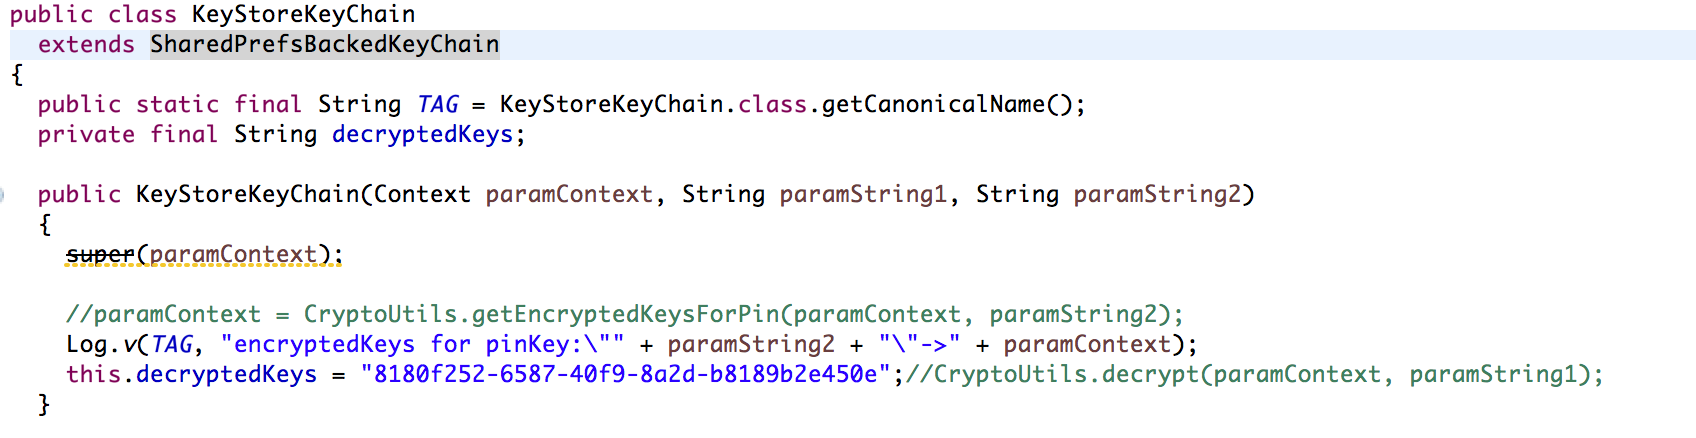 public class KeyStoreKeyChain
extends SharedPrefsBackedKeyChain
{
public static final String TAG = KeyStoreKeyChain.class.getCanonicalName();
private final String decryptedKeys;
public KeyStoreKeyChain(Context paramContext, String paramString1, String paramString2)
{
super(paramContext);
//paramContext = CryptoUtils.getEncryptedKeysForPin(paramContext, paramString2);
Log.v(TAG, "encryptedKeys for pinKey:\"" + paramString2 + "\"->" + paramContext);
this.decryptedKeys = "8180f252-6587-40f9-8a2d-b8189b2e450e";//CryptoUtils.decrypt(paramContext, paramString1);
}